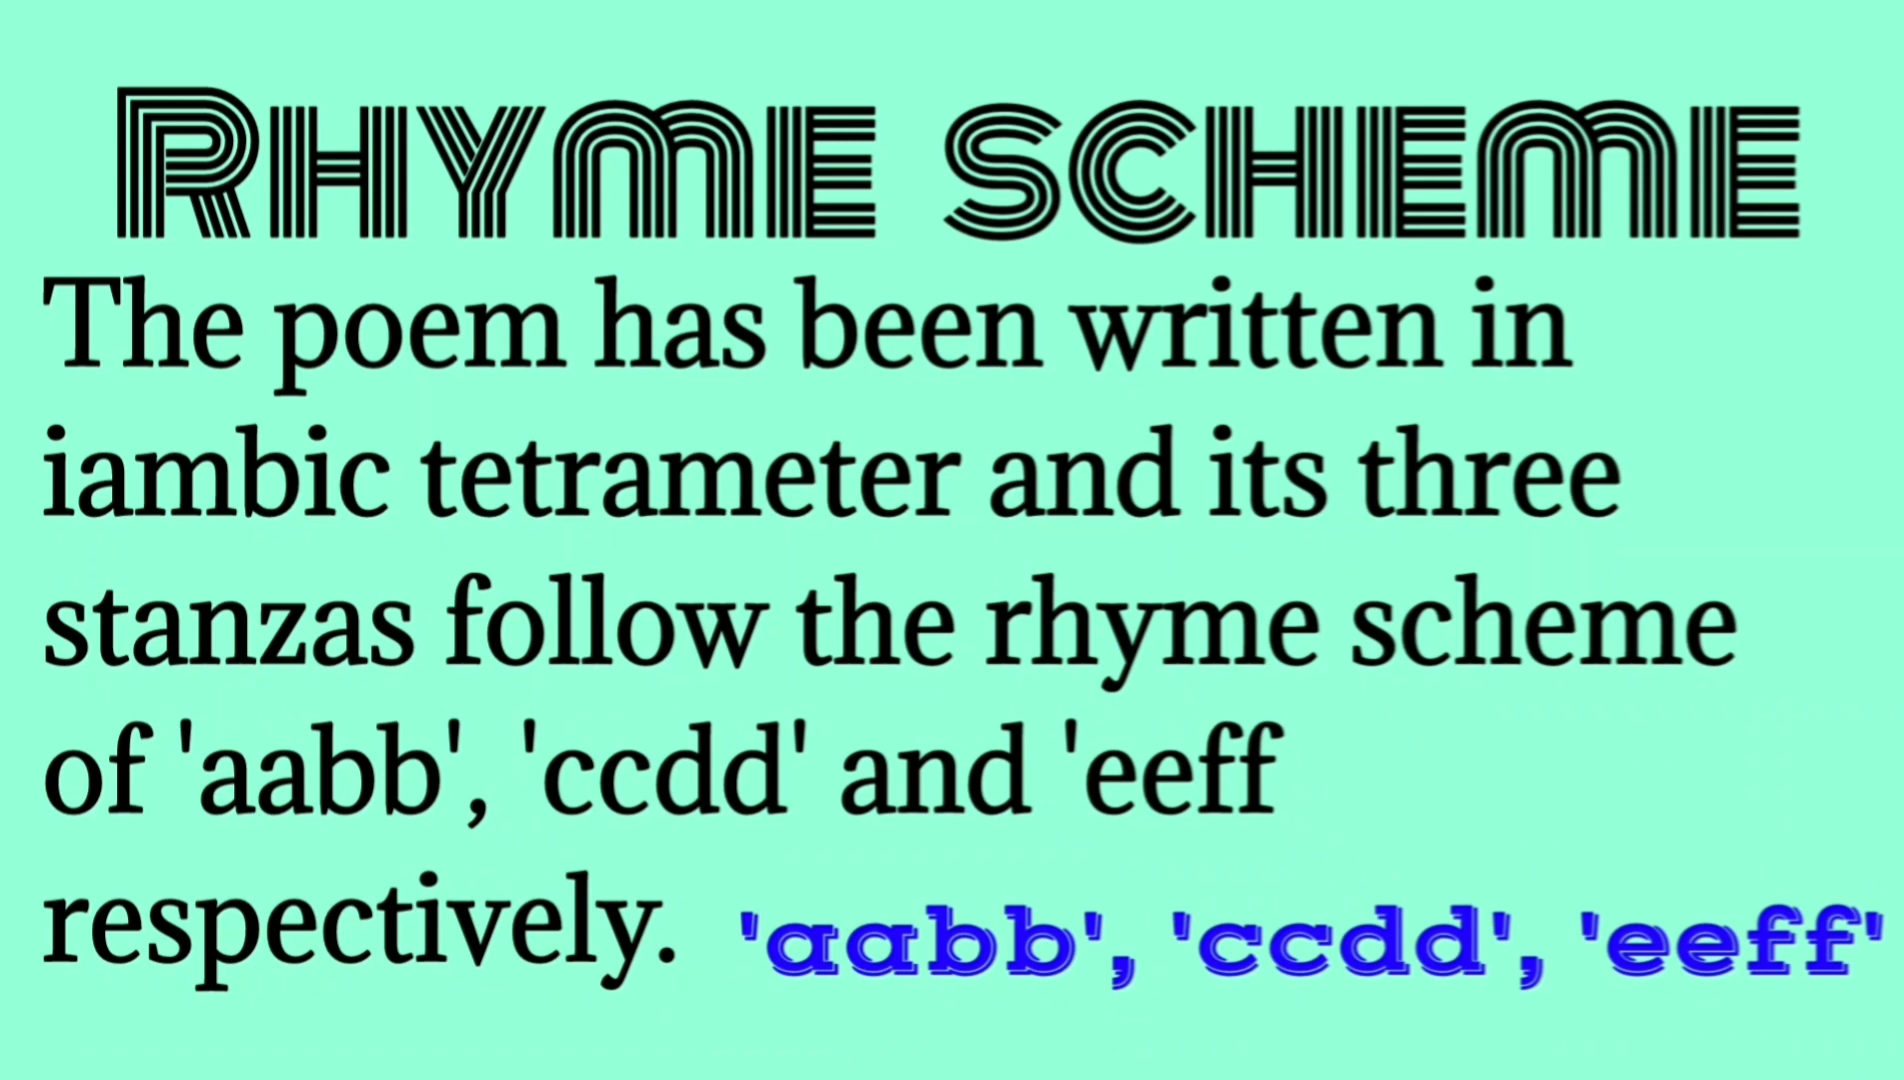 Rhyme scheme
The poem has been written in
iambic tetrameter and its three
stanzas follow the rhyme scheme
of 'aabb', 'ccdd' and 'eeff
respectively. 'aabb', 'ccdd', 'eeff'